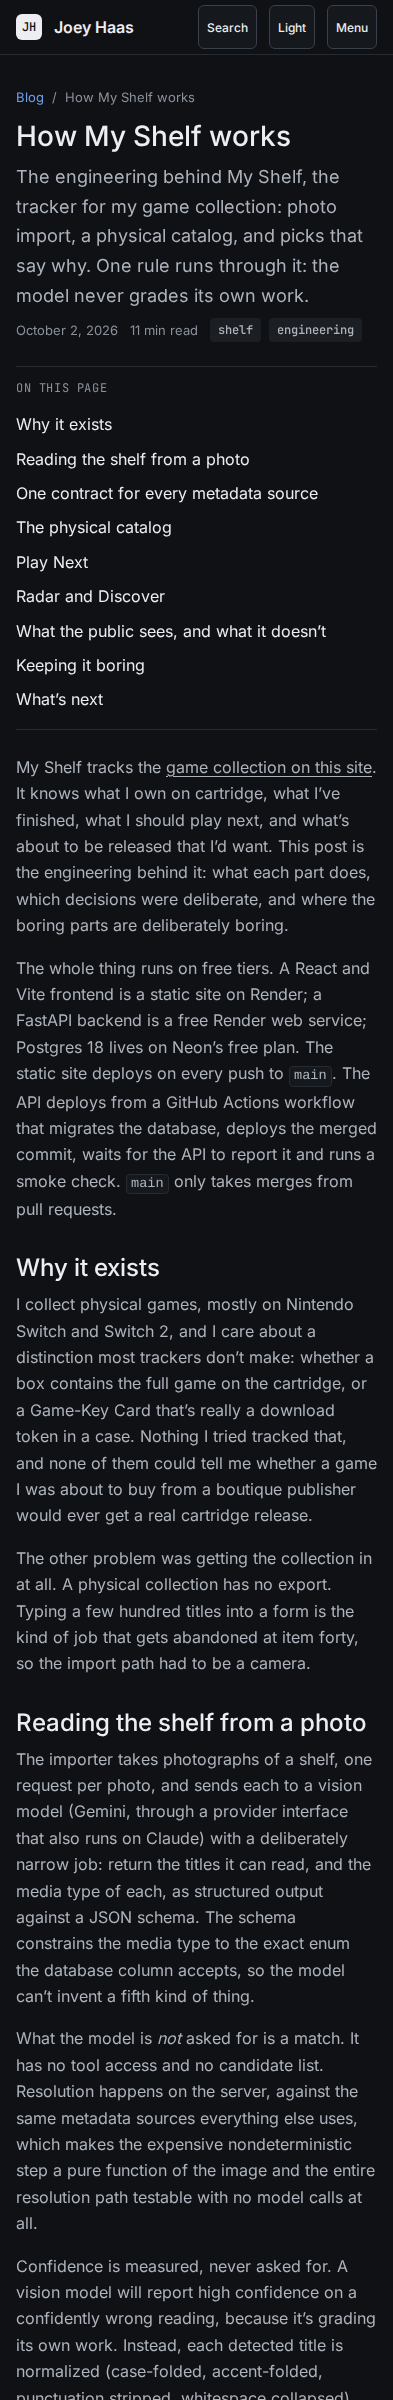 JH Joey Haas Search Light Menu
Blog / How My Shelf works
How My Shelf works
The engineering behind My Shelf, the
tracker for my game collection: photo
import, a physical catalog, and picks that
say why. One rule runs through it: the
model never grades its own work.
October 2, 2026 11 min read shelf engineering
ON THIS PAGE
Why it exists
Reading the shelf from a photo
One contract for every metadata source
The physical catalog
Play Next
Radar and Discover
What the public sees, and what it doesn’t
Keeping it boring
What’s next
My Shelf tracks the game collection on this site.
It knows what I own on cartridge, what I’ve
finished, what I should play next, and what’s
about to be released that I’d want. This post is
the engineering behind it: what each part does,
which decisions were deliberate, and where the
boring parts are deliberately boring.
The whole thing runs on free tiers. A React and
Vite frontend is a static site on Render; a
FastAPI backend is a free Render web service;
Postgres 18 lives on Neon’s free plan. The
static site deploys on every push to main. The
API deploys from a GitHub Actions workflow
that migrates the database, deploys the merged
commit, waits for the API to report it and runs a
smoke check. main only takes merges from
pull requests.
Why it exists
I collect physical games, mostly on Nintendo
Switch and Switch 2, and I care about a
distinction most trackers don’t make: whether a
box contains the full game on the cartridge, or
a Game-Key Card that’s really a download
token in a case. Nothing I tried tracked that,
and none of them could tell me whether a game
I was about to buy from a boutique publisher
would ever get a real cartridge release.
The other problem was getting the collection in
at all. A physical collection has no export.
Typing a few hundred titles into a form is the
kind of job that gets abandoned at item forty,
so the import path had to be a camera.
Reading the shelf from a photo
The importer takes photographs of a shelf, one
request per photo, and sends each to a vision
model (Gemini, through a provider interface
that also runs on Claude) with a deliberately
narrow job: return the titles it can read, and the
media type of each, as structured output
against a JSON schema. The schema
constrains the media type to the exact enum
the database column accepts, so the model
can’t invent a fifth kind of thing.
What the model is not asked for is a match. It
has no tool access and no candidate list.
Resolution happens on the server, against the
same metadata sources everything else uses,
which makes the expensive nondeterministic
step a pure function of the image and the entire
resolution path testable with no model calls at
all.
Confidence is measured, never asked for. A
vision model will report high confidence on a
confidently wrong reading, because it’s grading
its own work. Instead, each detected title is
normalized (case-folded, accent-folded,
punctuation stripped, whitespace collapsed)